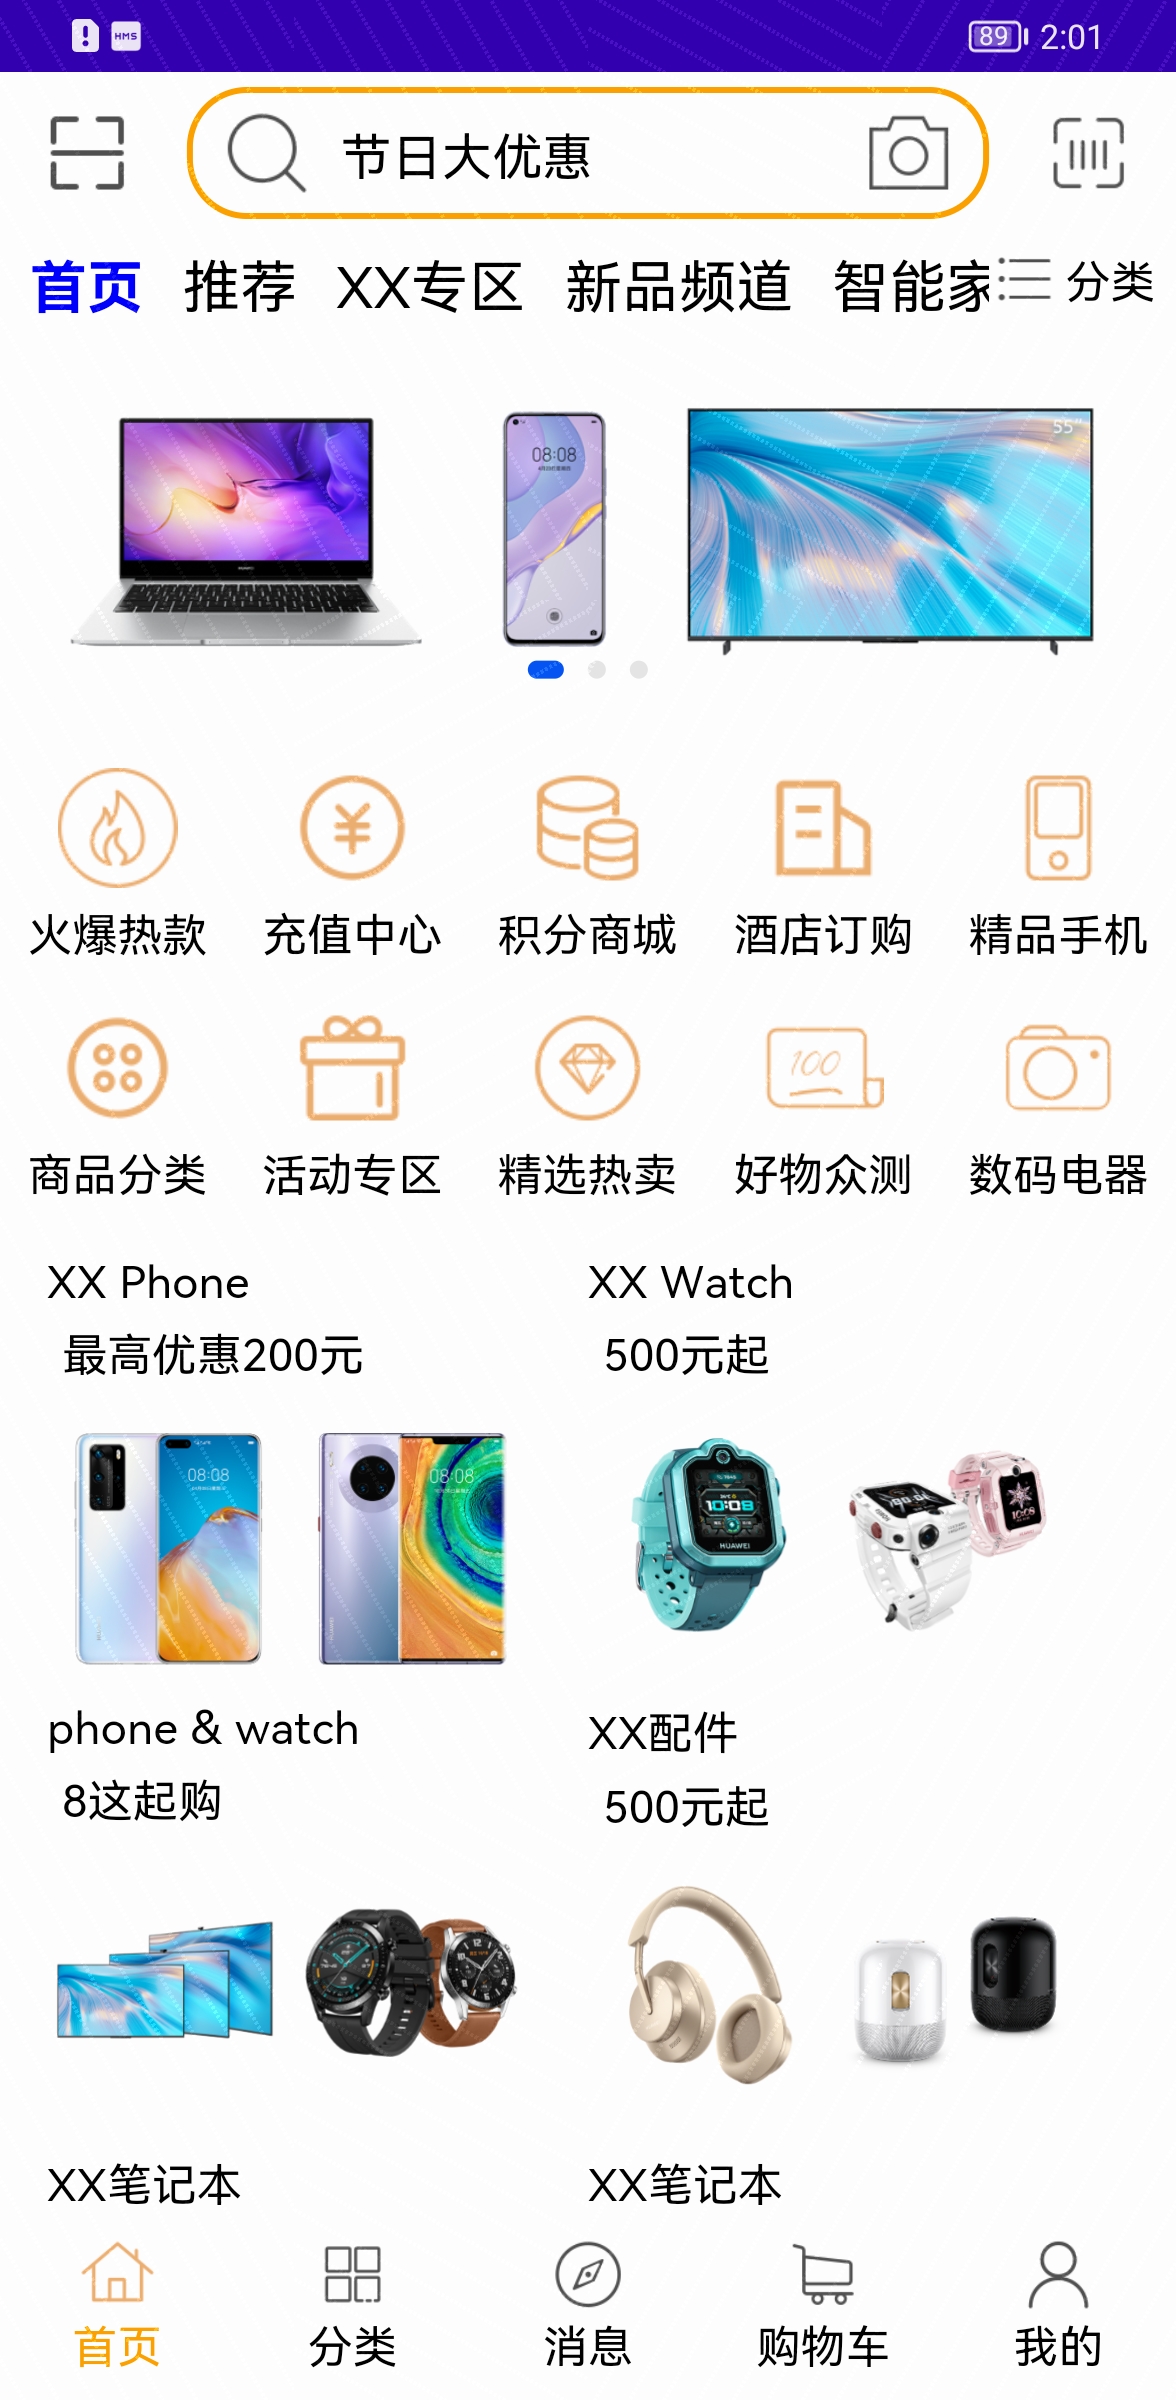 HMS 89 2:01
节日大优惠
首页 推荐 XX专区 新品频道 智能家 分类
08:08
55"
火爆热款 充值中心 积分商城 酒店订购 精品手机
100
商品分类 活动专区 精选热卖 好物众测 数码电器
XX Phone XX Watch
最高优惠200元 500元起
08:08 08:08
10:09
HUAWEI
10:08
phone & watch XX配件
8这起购 500元起
XX笔记本 XX笔记本
首页 分类 消息 购物车 我的